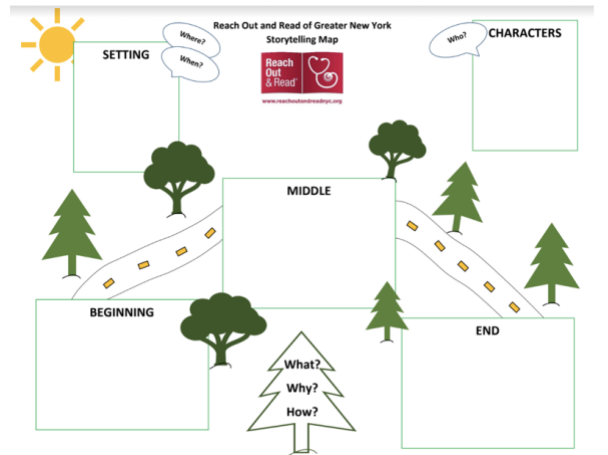 Reach Out and Read of Greater New York
Storytelling Map
SETTING
Where?
When?
Reach
Out
& Read
www.reachoutandreadnyc.org
Who?
CHARACTERS
MIDDLE
BEGINNING
END
What?
Why?
How?